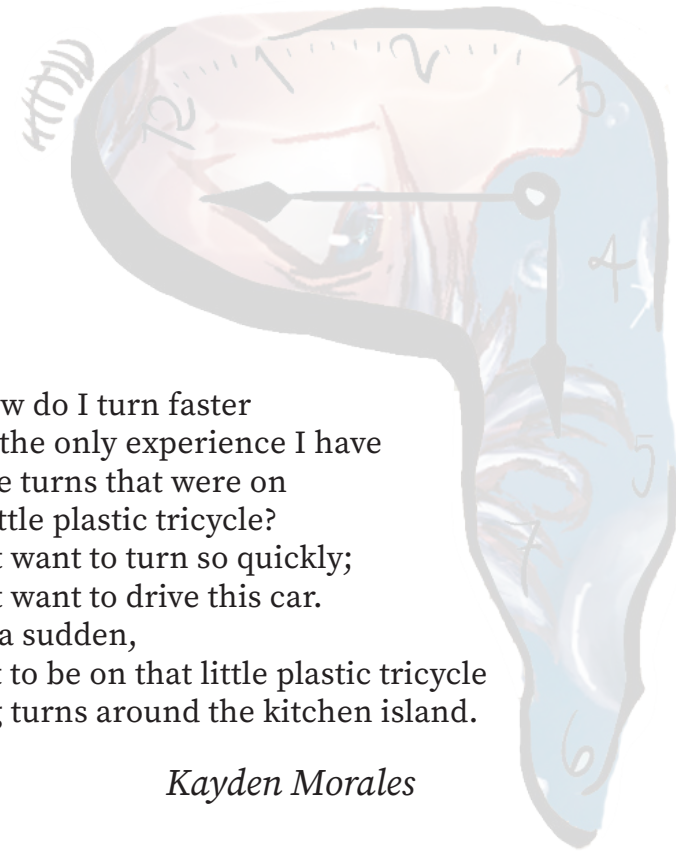 12 1 2 3
4
5
7
6
w do I turn faster
the only experience I have
e turns that were on
ttle plastic tricycle?
t want to turn so quickly;
t want to drive this car.
a sudden,
t to be on that little plastic tricycle
g turns around the kitchen island.
Kayden Morales